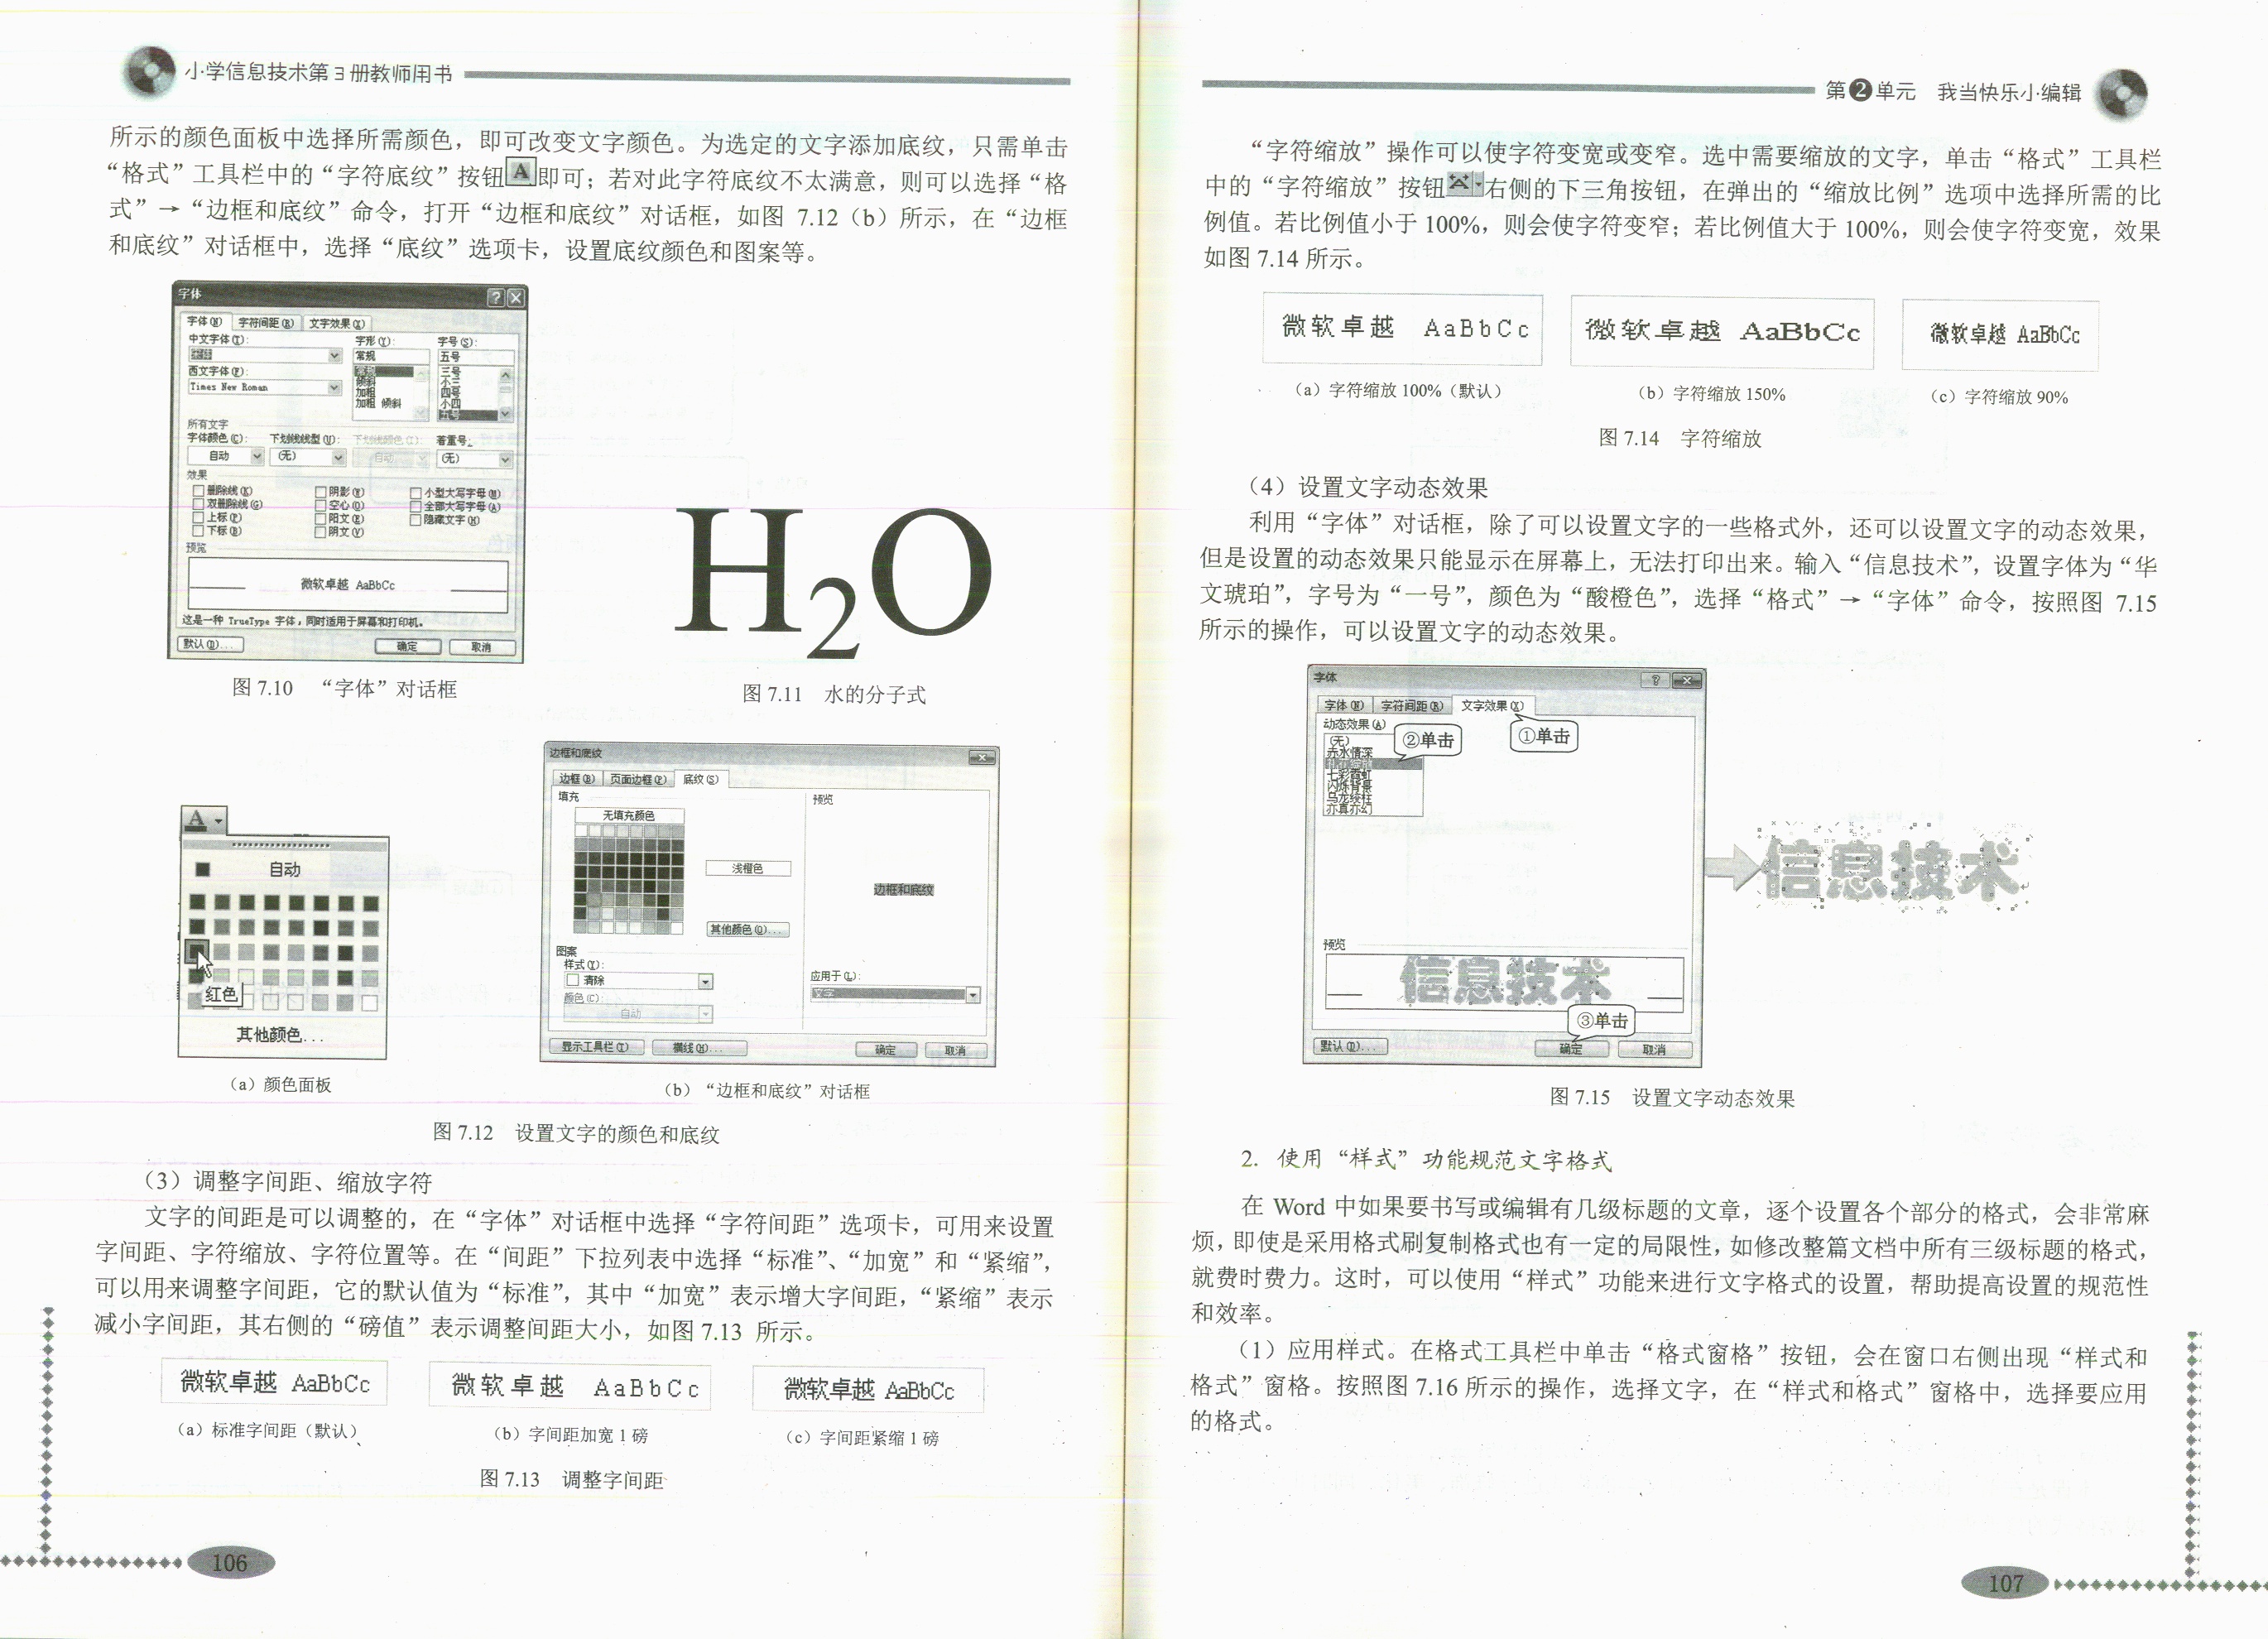 小学信息技术第3册教师用书
所示的颜色面板中选择所需颜色，即可改变文字颜色。为选定的文字添加底纹，只需单击
“格式”工具栏中的“字符底纹”按钮A即可；若对此字符底纹不太满意，则可以选择“格
式”→“边框和底纹”命令，打开“边框和底纹”对话框，如图 7.12（b）所示，在“边框
和底纹”对话框中，选择“底纹”选项卡，设置底纹颜色和图案等。
字体
字体(N) 字符间距(R) 文字效果(X)
中文字体(T): 字形(Y): 字号(S):
常规 五号
西文字体(F):
Times New Roman
常规 倾斜 加粗 加粗 倾斜
三号 小三 四号 小四 五号
所有文字
字体颜色(C): 下划线线型(U): 下划线颜色(I): 着重号:
自动 (无) 自动 (无)
效果
删除线(K) 阴影(W) 小型大写字母(M)
双删除线(G) 空心(O) 全部大写字母(A)
上标(P) 阳文(E) 隐藏文字(H)
下标(B) 阴文(V)
预览
微软卓越 AaBbCc
这是一种 TrueType 字体，同时适用于屏幕和打印机。
默认(D)... 确定 取消
图 7.10 “字体”对话框
H2O
图 7.11 水的分子式
A
自动
红色
其他颜色...
（a）颜色面板
边框和底纹
边框(B) 页面边框(P) 底纹(S)
填充 预览
无填充颜色
浅橙色
边框和底纹
其他颜色(O)...
图案
样式(Y): 应用于(L):
清除 文字
颜色(C):
自动
显示工具栏(T) 横线(H)... 确定 取消
（b）“边框和底纹”对话框
图 7.12 设置文字的颜色和底纹
（3）调整字间距、缩放字符
文字的间距是可以调整的，在“字体”对话框中选择“字符间距”选项卡，可用来设置
字间距、字符缩放、字符位置等。在“间距”下拉列表中选择“标准”、“加宽”和“紧缩”，
可以用来调整字间距，它的默认值为“标准”，其中“加宽”表示增大字间距，“紧缩”表示
减小字间距，其右侧的“磅值”表示调整间距大小，如图 7.13 所示。
微软卓越 AaBbCc 微软卓越 AaBbCc 微软卓越 AaBbCc
（a）标准字间距（默认） （b）字间距加宽 1 磅 （c）字间距紧缩 1 磅
图 7.13 调整字间距
106
第2单元 我当快乐小编辑
“字符缩放”操作可以使字符变宽或变窄。选中需要缩放的文字，单击“格式”工具栏
中的“字符缩放”按钮右侧的下三角按钮，在弹出的“缩放比例”选项中选择所需的比
例值。若比例值小于 100%，则会使字符变窄；若比例值大于 100%，则会使字符变宽，效果
如图 7.14 所示。
微软卓越 AaBbCc 微软卓越 AaBbCc 微软卓越 AaBbCc
（a）字符缩放 100%（默认） （b）字符缩放 150% （c）字符缩放 90%
图 7.14 字符缩放
（4）设置文字动态效果
利用“字体”对话框，除了可以设置文字的一些格式外，还可以设置文字的动态效果，
但是设置的动态效果只能显示在屏幕上，无法打印出来。输入“信息技术”，设置字体为“华
文琥珀”，字号为“一号”，颜色为“酸橙色”，选择“格式”→“字体”命令，按照图 7.15
所示的操作，可以设置文字的动态效果。
字体
字体(N) 字符间距(R) 文字效果(X)
动态效果(A)
②单击 ①单击
(无)
赤水情深
七彩霓虹
闪烁背景
乌龙绞柱
亦真亦幻
信息技术
预览
信息技术
③单击
默认(D)... 确定 取消
图 7.15 设置文字动态效果
2. 使用“样式”功能规范文字格式
在 Word 中如果要书写或编辑有几级标题的文章，逐个设置各个部分的格式，会非常麻
烦，即使是采用格式刷复制格式也有一定的局限性，如修改整篇文档中所有三级标题的格式，
就费时费力。这时，可以使用“样式”功能来进行文字格式的设置，帮助提高设置的规范性
和效率。
（1）应用样式。在格式工具栏中单击“格式窗格”按钮，会在窗口右侧出现“样式和
格式”窗格。按照图 7.16 所示的操作，选择文字，在“样式和格式”窗格中，选择要应用
的格式。
107